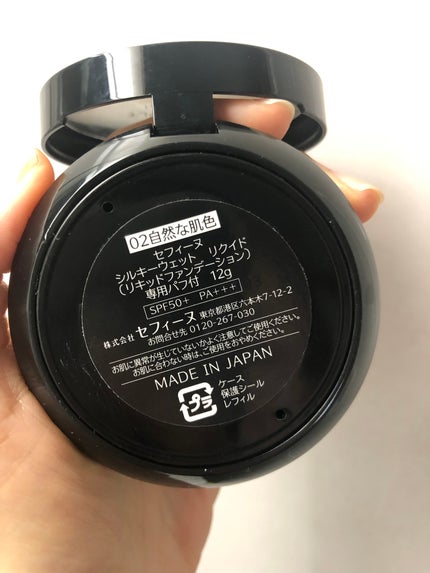 02自然な肌色
セフィーヌ
シルキーウェット リクイド
(リキッドファンデーション)
専用パフ付 12g
SPF50+ PA+++
株式会社 セフィーヌ 東京都港区六本木7-12-2
お問合せ先 0120-267-030
お肌に異常が生じていないかよく注意してご使用ください。
お肌に合わない時は、ご使用をおやめください。
MADE IN JAPAN
プラ
ケース
保護シール
レフィル